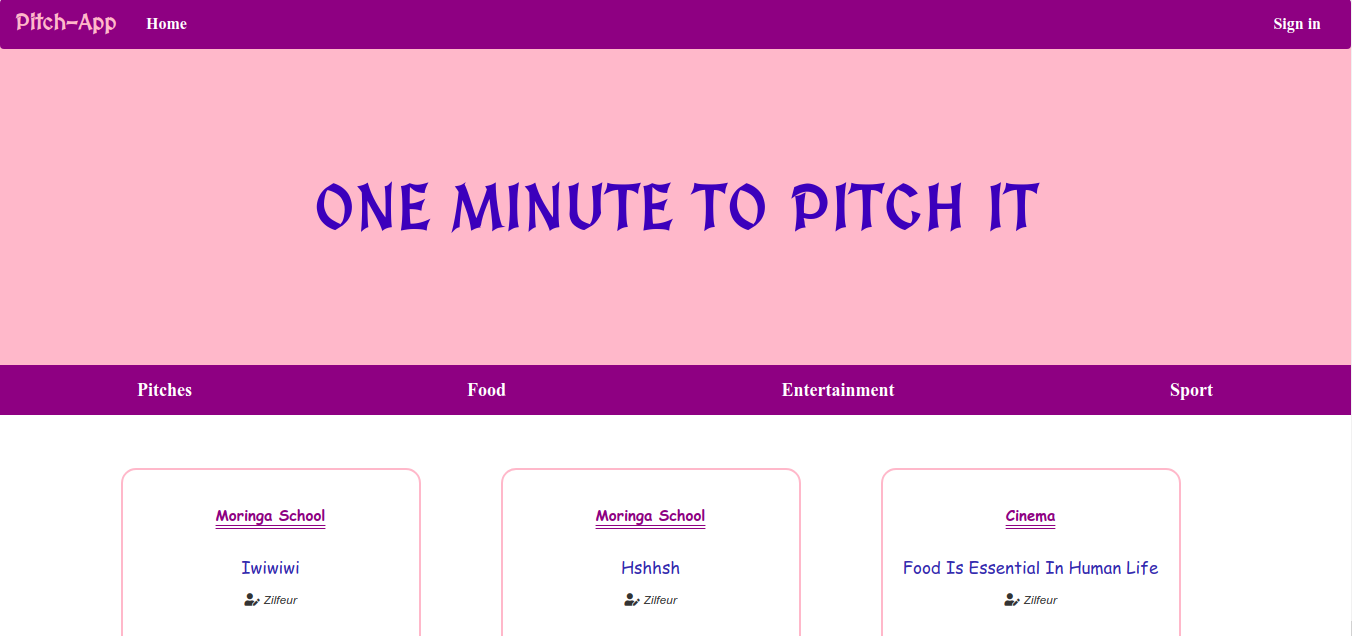 Pitch-App Home Sign in
ONE MINUTE TO PITCH IT
Pitches Food Entertainment Sport
Moringa School
Iwiwiwi
Zilfeur
Moringa School
Hshhsh
Zilfeur
Cinema
Food Is Essential In Human Life
Zilfeur